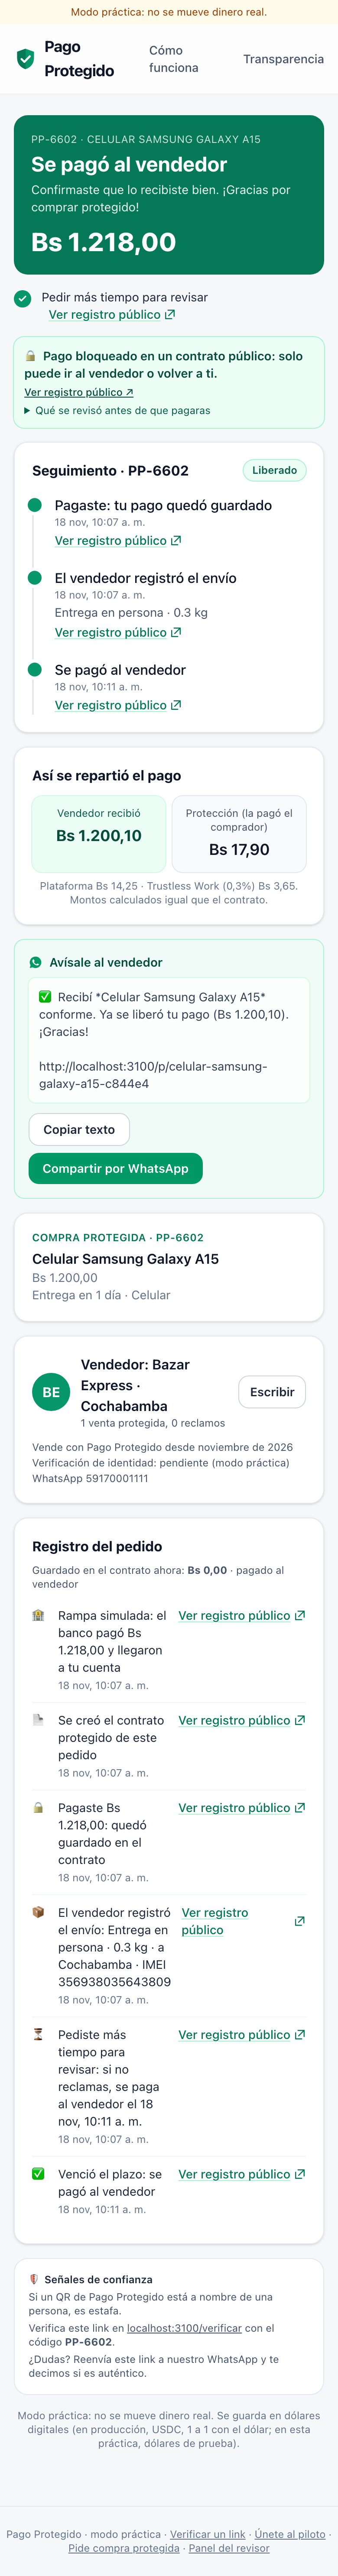 Modo práctica: no se mueve dinero real.
Pago
Protegido
Cómo
funciona
Transparencia
PP-6602 · CELULAR SAMSUNG GALAXY A15
Se pagó al vendedor
Confirmaste que lo recibiste bien. ¡Gracias por
comprar protegido!
Bs 1.218,00
Pedir más tiempo para revisar
Ver registro público
Pago bloqueado en un contrato público: solo
puede ir al vendedor o volver a ti.
Ver registro público ↗
▶ Qué se revisó antes de que pagaras
Seguimiento · PP-6602
Liberado
Pagaste: tu pago quedó guardado
18 nov, 10:07 a. m.
Ver registro público
El vendedor registró el envío
18 nov, 10:07 a. m.
Entrega en persona · 0.3 kg
Ver registro público
Se pagó al vendedor
18 nov, 10:11 a. m.
Ver registro público
Así se repartió el pago
Vendedor recibió
Bs 1.200,10
Protección (la pagó el
comprador)
Bs 17,90
Plataforma Bs 14,25 · Trustless Work (0,3%) Bs 3,65.
Montos calculados igual que el contrato.
Avísale al vendedor
✅ Recibí *Celular Samsung Galaxy A15*
conforme. Ya se liberó tu pago (Bs 1.200,10).
¡Gracias!
http://localhost:3100/p/celular-samsung-
galaxy-a15-c844e4
Copiar texto
Compartir por WhatsApp
COMPRA PROTEGIDA · PP-6602
Celular Samsung Galaxy A15
Bs 1.200,00
Entrega en 1 día · Celular
BE
Vendedor: Bazar
Express ·
Cochabamba
1 venta protegida, 0 reclamos
Escribir
Vende con Pago Protegido desde noviembre de 2026
Verificación de identidad: pendiente (modo práctica)
WhatsApp 59170001111
Registro del pedido
Guardado en el contrato ahora: Bs 0,00 · pagado al
vendedor
Rampa simulada: el
banco pagó Bs
1.218,00 y llegaron
a tu cuenta
18 nov, 10:07 a. m.
Ver registro público
Se creó el contrato
protegido de este
pedido
18 nov, 10:07 a. m.
Ver registro público
Pagaste Bs
1.218,00: quedó
guardado en el
contrato
18 nov, 10:07 a. m.
Ver registro público
El vendedor registró
el envío: Entrega en
persona · 0.3 kg · a
Cochabamba · IMEI
356938035643809
18 nov, 10:07 a. m.
Ver registro
público
Pediste más
tiempo para
revisar: si no
reclamas, se paga
al vendedor el 18
nov, 10:11 a. m.
18 nov, 10:07 a. m.
Ver registro público
Venció el plazo: se
pagó al vendedor
18 nov, 10:11 a. m.
Ver registro público
Señales de confianza
Si un QR de Pago Protegido está a nombre de una
persona, es estafa.
Verifica este link en localhost:3100/verificar con el
código PP-6602.
¿Dudas? Reenvía este link a nuestro WhatsApp y te
decimos si es auténtico.
Modo práctica: no se mueve dinero real. Se guarda en dólares
digitales (en producción, USDC, 1 a 1 con el dólar; en esta
práctica, dólares de prueba).
Pago Protegido · modo práctica · Verificar un link · Únete al piloto ·
Pide compra protegida · Panel del revisor